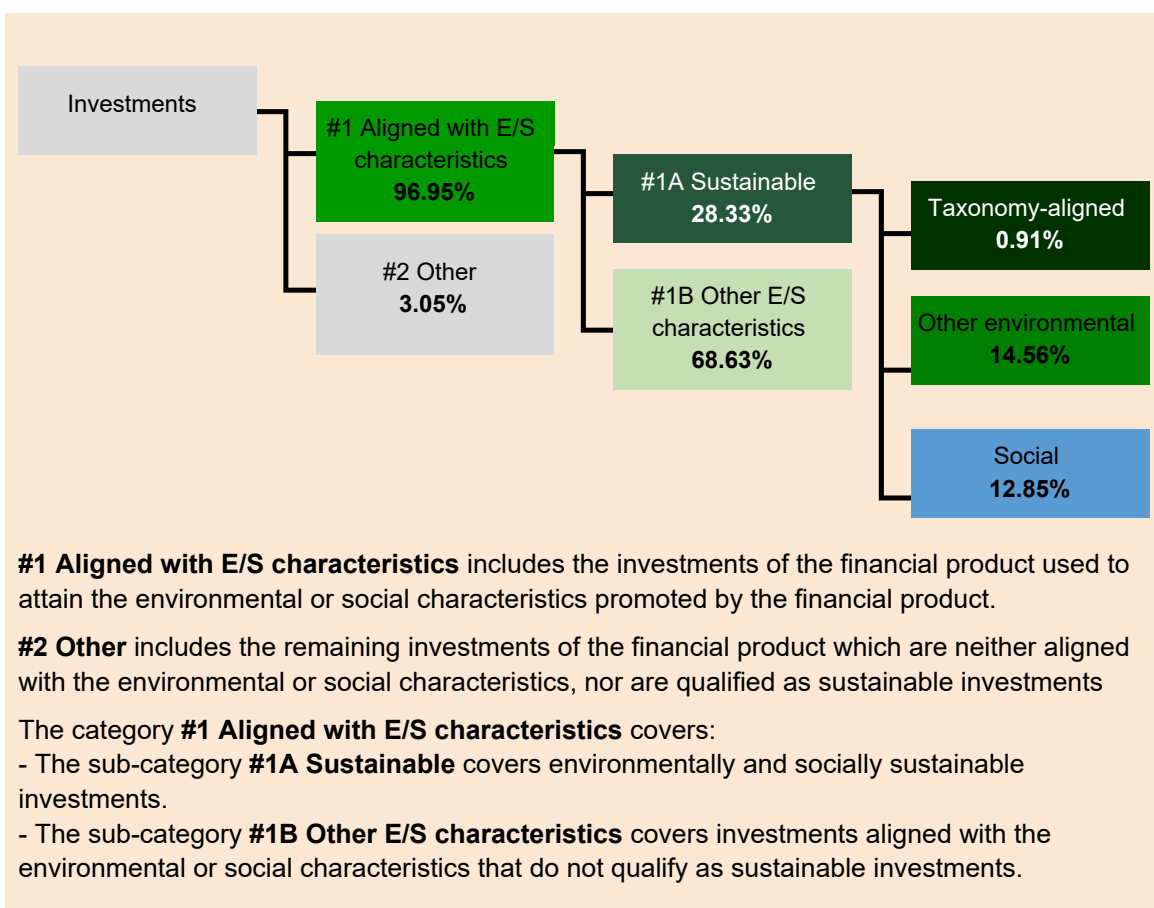 Investments
#1 Aligned with E/S
characteristics
96.95%
#2 Other
3.05%
#1A Sustainable
28.33%
#1B Other E/S
characteristics
68.63%
Taxonomy-aligned
0.91%
Other environmental
14.56%
Social
12.85%
#1 Aligned with E/S characteristics includes the investments of the financial product used to
attain the environmental or social characteristics promoted by the financial product.
#2 Other includes the remaining investments of the financial product which are neither aligned
with the environmental or social characteristics, nor are qualified as sustainable investments
The category #1 Aligned with E/S characteristics covers:
- The sub-category #1A Sustainable covers environmentally and socially sustainable
investments.
- The sub-category #1B Other E/S characteristics covers investments aligned with the
environmental or social characteristics that do not qualify as sustainable investments.